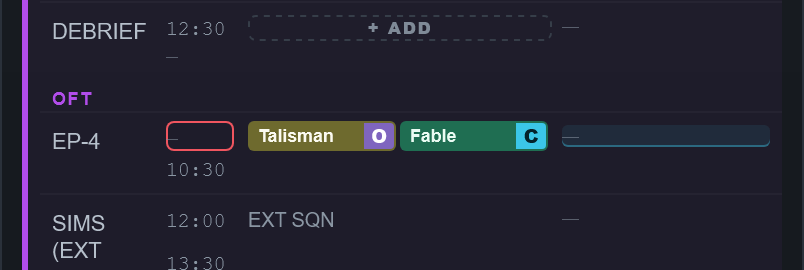 DEBRIEF 12:30 + ADD —
—
OFT
EP-4 — Talisman O Fable C —
10:30
SIMS 12:00 EXT SQN —
(EXT 13:30